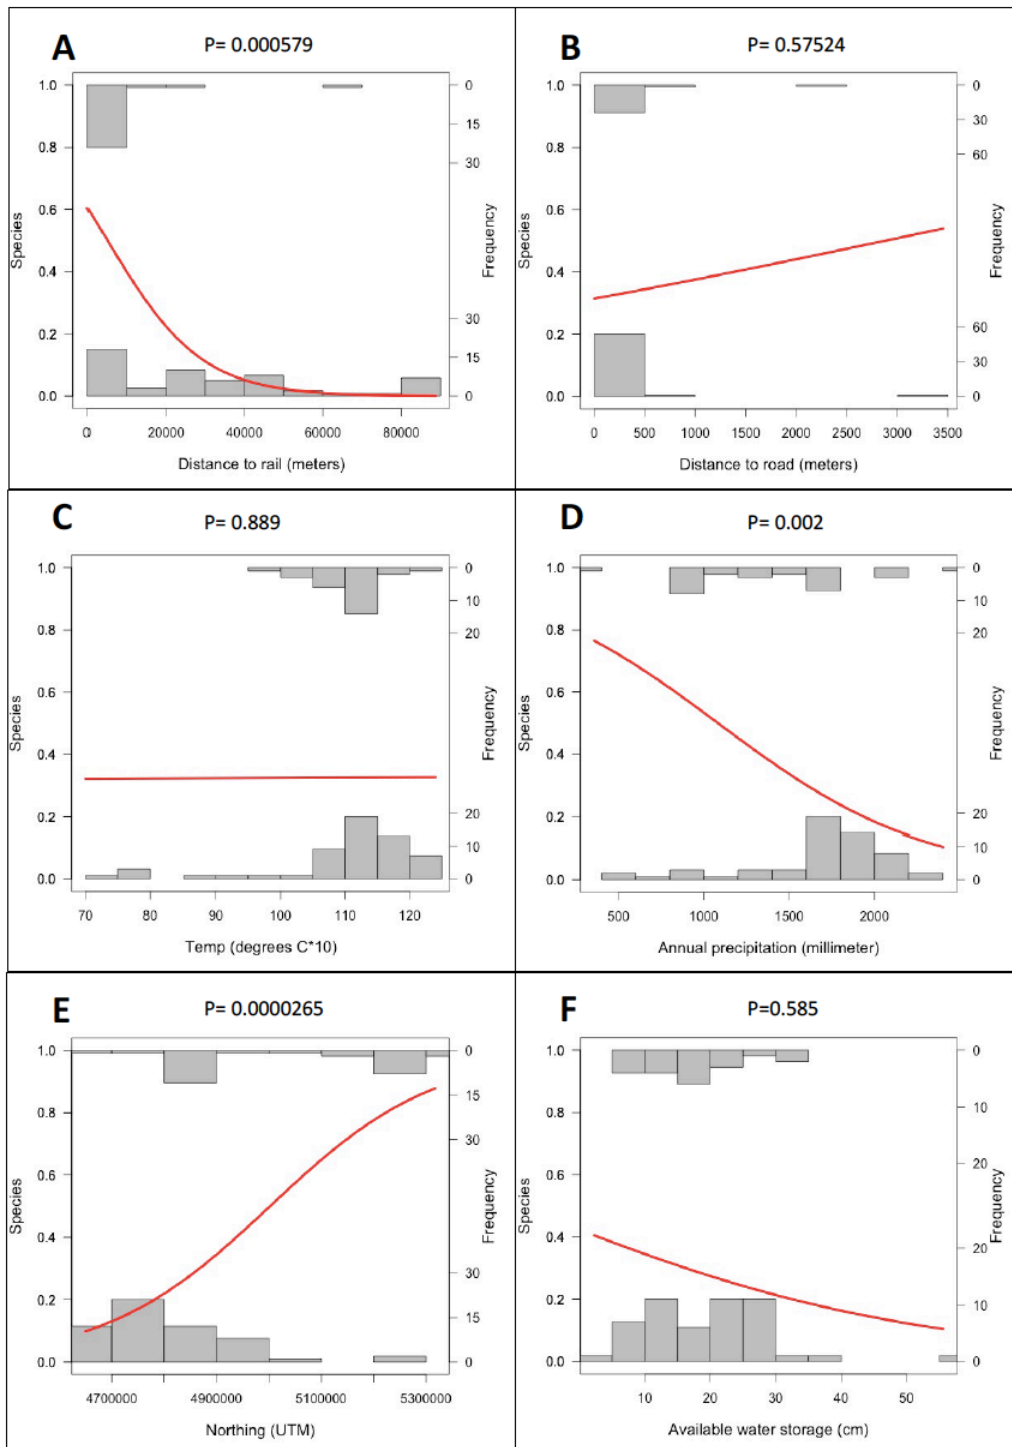 A
P= 0.000579
1.0
0.8
0.6
0.4
0.2
0.0
Species
0
15
30
30
15
0
Frequency
0 20000 40000 60000 80000
Distance to rail (meters)
B
P= 0.57524
1.0
0.8
0.6
0.4
0.2
0.0
Species
0
30
60
60
30
0
Frequency
0 500 1000 1500 2000 2500 3000 3500
Distance to road (meters)
C
P= 0.889
1.0
0.8
0.6
0.4
0.2
0.0
Species
0
10
20
20
10
0
Frequency
70 80 90 100 110 120
Temp (degrees C*10)
D
P= 0.002
1.0
0.8
0.6
0.4
0.2
0.0
Species
0
10
20
20
10
0
Frequency
500 1000 1500 2000
Annual precipitation (millimeter)
E
P= 0.0000265
1.0
0.8
0.6
0.4
0.2
0.0
Species
0
15
30
30
15
0
Frequency
4700000 4900000 5100000 5300000
Northing (UTM)
F
P=0.585
1.0
0.8
0.6
0.4
0.2
0.0
Species
0
10
20
20
10
0
Frequency
10 20 30 40 50
Available water storage (cm)